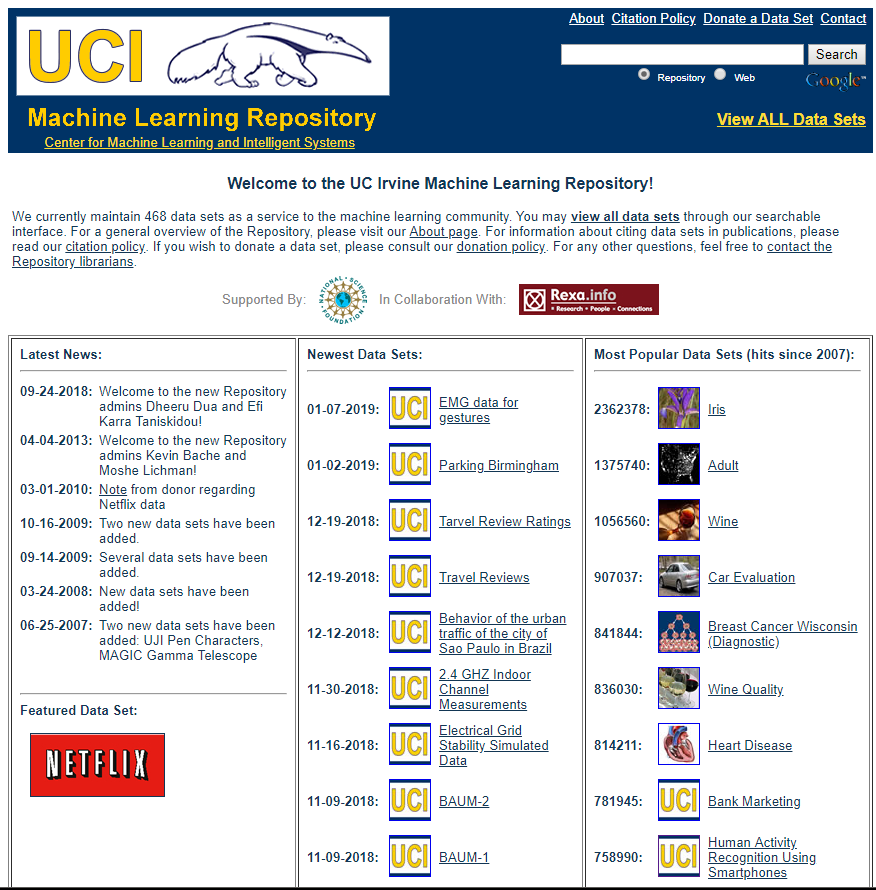 UCI
Machine Learning Repository
Center for Machine Learning and Intelligent Systems
About Citation Policy Donate a Data Set Contact
Search
Repository Web Google™
View ALL Data Sets
Welcome to the UC Irvine Machine Learning Repository!
We currently maintain 468 data sets as a service to the machine learning community. You may view all data sets through our searchable
interface. For a general overview of the Repository, please visit our About page. For information about citing data sets in publications, please
read our citation policy. If you wish to donate a data set, please consult our donation policy. For any other questions, feel free to contact the
Repository librarians.
Supported By:
NATIONAL SCIENCE FOUNDATION
In Collaboration With:
Rexa.info
Research People Connections
Latest News:
09-24-2018: Welcome to the new Repository
admins Dheeru Dua and Efi
Karra Taniskidou!
04-04-2013: Welcome to the new Repository
admins Kevin Bache and
Moshe Lichman!
03-01-2010: Note from donor regarding
Netflix data
10-16-2009: Two new data sets have been
added.
09-14-2009: Several data sets have been
added.
03-24-2008: New data sets have been
added!
06-25-2007: Two new data sets have been
added: UJI Pen Characters,
MAGIC Gamma Telescope
Featured Data Set:
NETFLIX
Newest Data Sets:
01-07-2019: UCI EMG data for
gestures
01-02-2019: UCI Parking Birmingham
12-19-2018: UCI Tarvel Review Ratings
12-19-2018: UCI Travel Reviews
12-12-2018: UCI Behavior of the urban
traffic of the city of
Sao Paulo in Brazil
11-30-2018: UCI 2.4 GHZ Indoor
Channel
Measurements
11-16-2018: UCI Electrical Grid
Stability Simulated
Data
11-09-2018: UCI BAUM-2
11-09-2018: UCI BAUM-1
Most Popular Data Sets (hits since 2007):
2362378: Iris
1375740: Adult
1056560: Wine
907037: Car Evaluation
841844: Breast Cancer Wisconsin
(Diagnostic)
836030: Wine Quality
814211: Heart Disease
781945: UCI Bank Marketing
758990: UCI Human Activity
Recognition Using
Smartphones